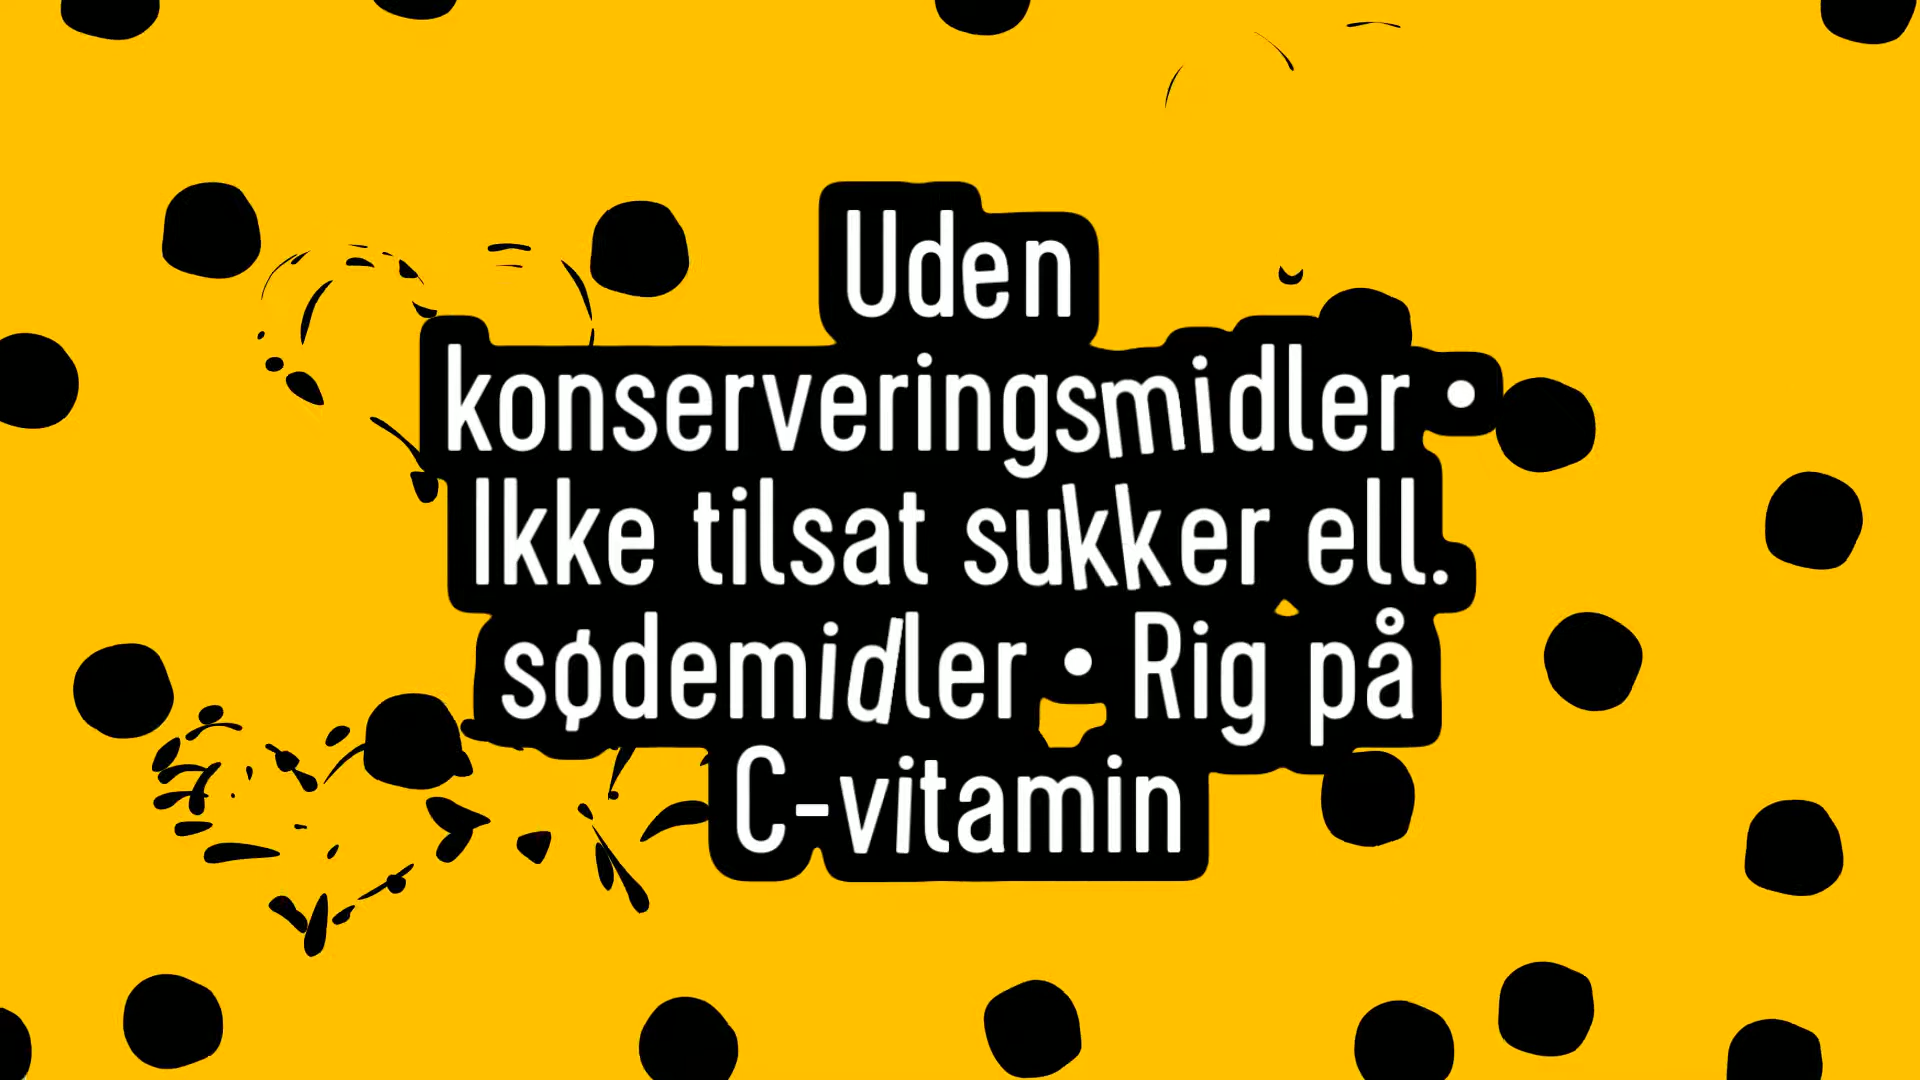 Uden
konserveringsmidler •
Ikke tilsat sukker ell.
sødemidler • Rig på
C-vitamin